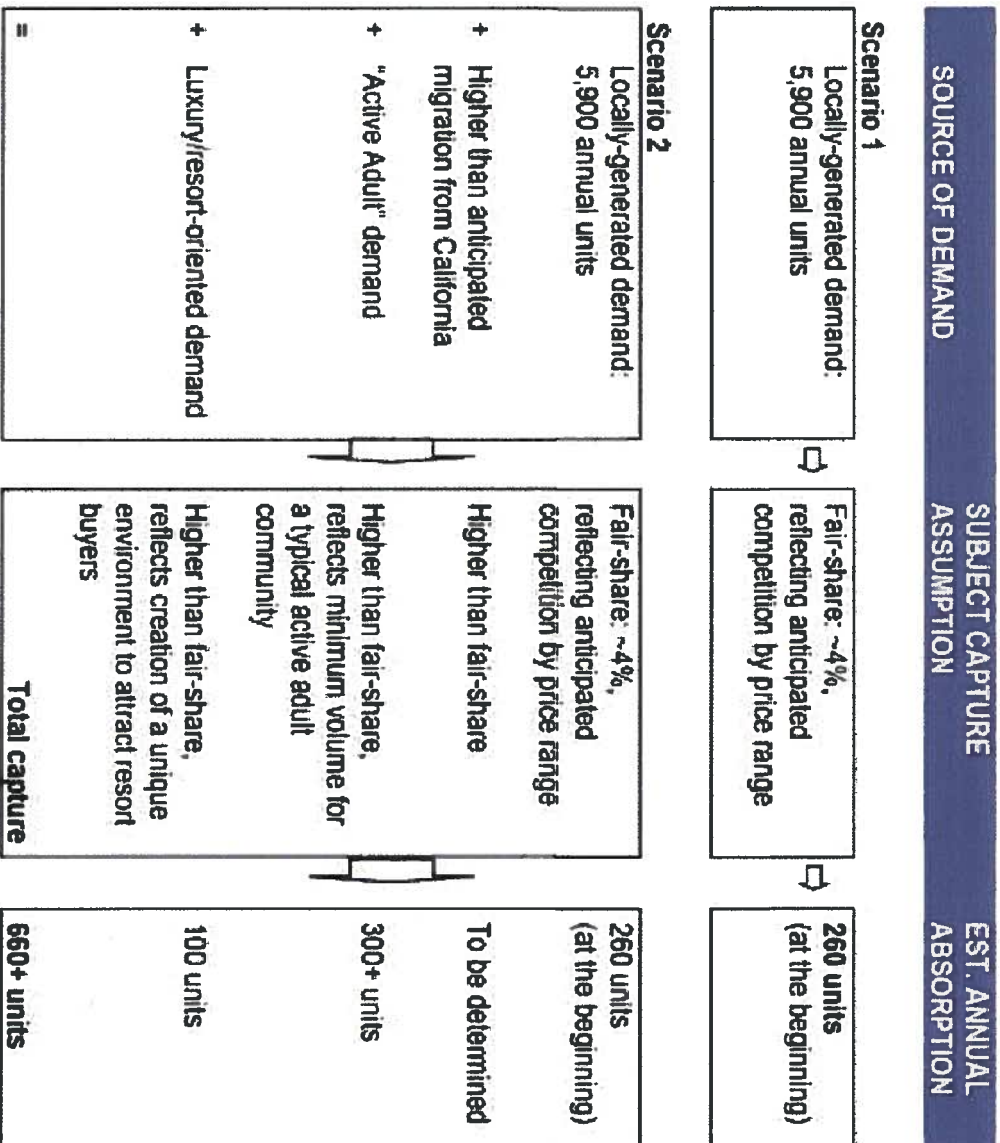 SOURCE OF DEMAND
SUBJECT CAPTURE
ASSUMPTION
EST. ANNUAL
ABSORPTION
Scenario 1
Locally-generated demand:
5,900 annual units
Fair-share: ~4%,
reflecting anticipated
competition by price range
260 units
(at the beginning)
Scenario 2
Locally-generated demand:
5,900 annual units
Fair-share: ~4%,
reflecting anticipated
competition by price range
260 units
(at the beginning)
+ Higher than anticipated
migration from California
Higher than fair-share
To be determined
+ "Active Adult" demand
Higher than fair-share,
reflects minimum volume for
a typical active adult
community
300+ units
+ Luxury/resort-oriented demand
Higher than fair-share,
reflects creation of a unique
environment to attract resort
buyers
100 units
=
Total capture
660+ units